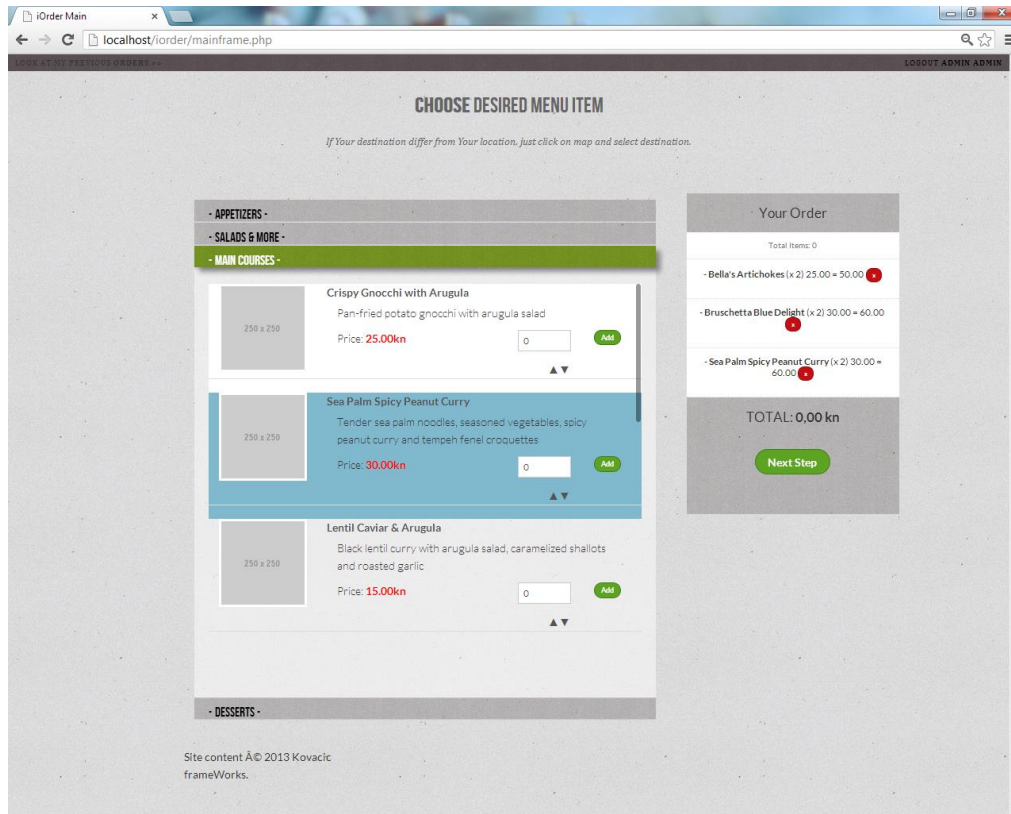 iOrder Main
localhost/iorder/mainframe.php
LOOK AT MY PREVIOUS ORDERS >>
LOGOUT ADMIN ADMIN
CHOOSE DESIRED MENU ITEM
If Your destination differ from Your location, just click on map and select destination.
- APPETIZERS -
- SALADS & MORE -
- MAIN COURSES -
250 x 250
Crispy Gnocchi with Arugula
Pan-fried potato gnocchi with arugula salad
Price: 25.00kn
0
Add
▲▼
250 x 250
Sea Palm Spicy Peanut Curry
Tender sea palm noodles, seasoned vegetables, spicy
peanut curry and tempeh fenel croquettes
Price: 30.00kn
0
Add
▲▼
250 x 250
Lentil Caviar & Arugula
Black lentil curry with arugula salad, caramelized shallots
and roasted garlic
Price: 15.00kn
0
Add
▲▼
- DESSERTS -
Your Order
Total Items: 0
- Bella's Artichokes (x 2) 25.00 = 50.00 x
- Bruschetta Blue Delight (x 2) 30.00 = 60.00
x
- Sea Palm Spicy Peanut Curry (x 2) 30.00 =
60.00 x
TOTAL: 0,00 kn
Next Step
Site content Â© 2013 Kovacic
frameWorks.